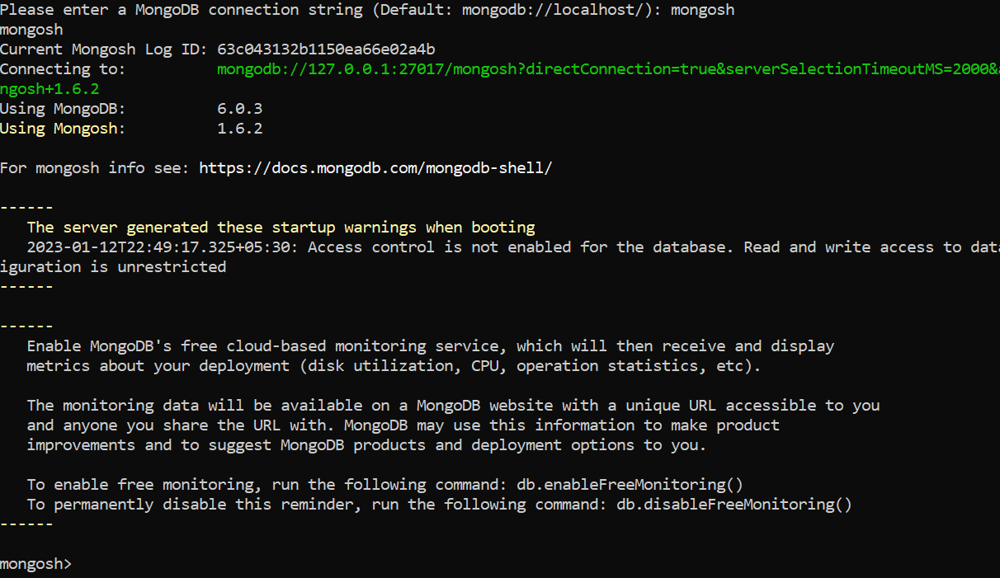 Please enter a MongoDB connection string (Default: mongodb://localhost/): mongosh
mongosh
Current Mongosh Log ID: 63c043132b1150ea66e02a4b
Connecting to:          mongodb://127.0.0.1:27017/mongosh?directConnection=true&serverSelectionTimeoutMS=2000&
ngosh+1.6.2
Using MongoDB:          6.0.3
Using Mongosh:          1.6.2
For mongosh info see: https://docs.mongodb.com/mongodb-shell/
------
The server generated these startup warnings when booting
2023-01-12T22:49:17.325+05:30: Access control is not enabled for the database. Read and write access to dat
iguration is unrestricted
------
------
Enable MongoDB's free cloud-based monitoring service, which will then receive and display
metrics about your deployment (disk utilization, CPU, operation statistics, etc).
The monitoring data will be available on a MongoDB website with a unique URL accessible to you
and anyone you share the URL with. MongoDB may use this information to make product
improvements and to suggest MongoDB products and deployment options to you.
To enable free monitoring, run the following command: db.enableFreeMonitoring()
To permanently disable this reminder, run the following command: db.disableFreeMonitoring()
------
mongosh>